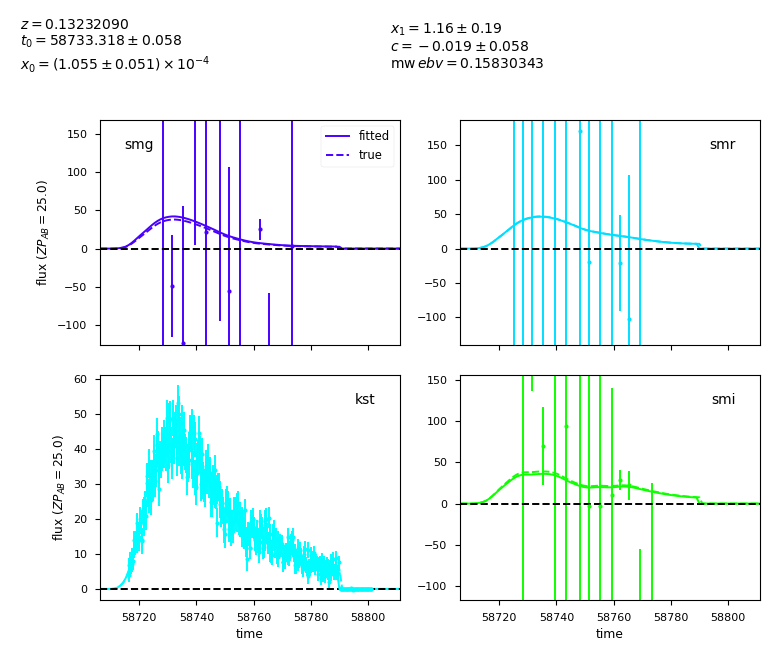 z = 0.13232090
t₀ = 58733.318 ± 0.058
x₀ = (1.055 ± 0.051) × 10⁻⁴
x₁ = 1.16 ± 0.19
c = −0.019 ± 0.058
mw ebv = 0.15830343
smg
fitted
true
150
100
50
0
−50
−100
flux (ZP_AB = 25.0)
smr
150
100
50
0
−50
−100
kst
60
50
40
30
20
10
0
flux (ZP_AB = 25.0)
58720 58740 58760 58780 58800
time
smi
150
100
50
0
−50
−100
58720 58740 58760 58780 58800
time